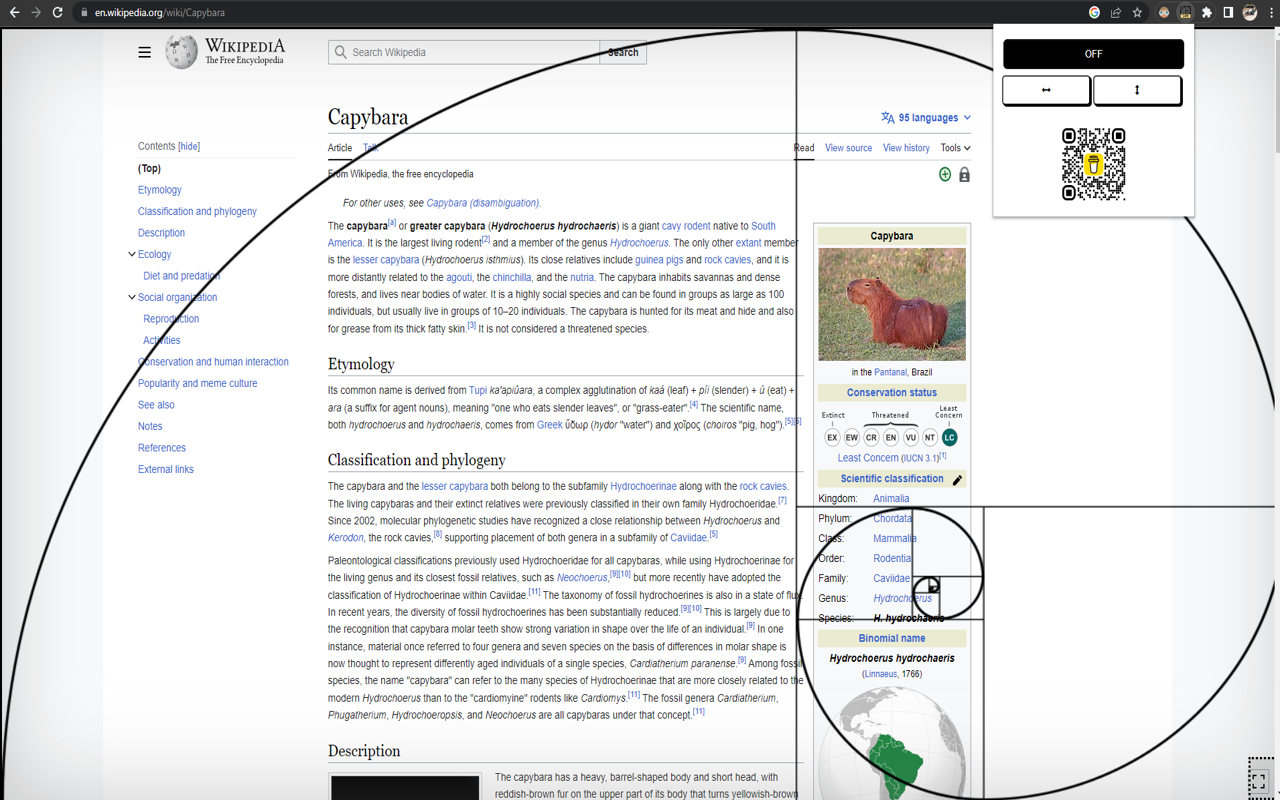 en.wikipedia.org/wiki/Capybara
OFF
WIKIPEDIA
The Free Encyclopedia
Search Wikipedia
Search
Capybara
95 languages
Article Talk
Read View source View history Tools
From Wikipedia, the free encyclopedia
For other uses, see Capybara (disambiguation).
Contents [hide]
(Top)
Etymology
Classification and phylogeny
Description
Ecology
Diet and predation
Social organization
Reproduction
Activities
Conservation and human interaction
Popularity and meme culture
See also
Notes
References
External links
The capybara[a] or greater capybara (Hydrochoerus hydrochaeris) is a giant cavy rodent native to South
America. It is the largest living rodent[2] and a member of the genus Hydrochoerus. The only other extant member
is the lesser capybara (Hydrochoerus isthmius). Its close relatives include guinea pigs and rock cavies, and it is
more distantly related to the agouti, the chinchilla, and the nutria. The capybara inhabits savannas and dense
forests, and lives near bodies of water. It is a highly social species and can be found in groups as large as 100
individuals, but usually live in groups of 10–20 individuals. The capybara is hunted for its meat and hide and also
for grease from its thick fatty skin.[3] It is not considered a threatened species.
Etymology
Its common name is derived from Tupi ka'apiûara, a complex agglutination of kaá (leaf) + píi (slender) + ú (eat) +
ara (a suffix for agent nouns), meaning "one who eats slender leaves", or "grass-eater".[4] The scientific name,
both hydrochoerus and hydrochaeris, comes from Greek ὕδωρ (hydor "water") and χοῖρος (choiros "pig, hog").[5][6]
Classification and phylogeny
The capybara and the lesser capybara both belong to the subfamily Hydrochoerinae along with the rock cavies.
The living capybaras and their extinct relatives were previously classified in their own family Hydrochoeridae.[7]
Since 2002, molecular phylogenetic studies have recognized a close relationship between Hydrochoerus and
Kerodon, the rock cavies,[8] supporting placement of both genera in a subfamily of Caviidae.[5]
Paleontological classifications previously used Hydrochoeridae for all capybaras, while using Hydrochoerinae for
the living genus and its closest fossil relatives, such as Neochoerus,[9][10] but more recently have adopted the
classification of Hydrochoerinae within Caviidae.[11] The taxonomy of fossil hydrochoerines is also in a state of flux.
In recent years, the diversity of fossil hydrochoerines has been substantially reduced.[9][10] This is largely due to
the recognition that capybara molar teeth show strong variation in shape over the life of an individual.[9] In one
instance, material once referred to four genera and seven species on the basis of differences in molar shape is
now thought to represent differently aged individuals of a single species, Cardiatherium paranense.[9] Among fossil
species, the name "capybara" can refer to the many species of Hydrochoerinae that are more closely related to the
modern Hydrochoerus than to the "cardiomyine" rodents like Cardiomys.[11] The fossil genera Cardiatherium,
Phugatherium, Hydrochoeropsis, and Neochoerus are all capybaras under that concept.[11]
Description
The capybara has a heavy, barrel-shaped body and short head, with
reddish-brown fur on the upper part of its body that turns yellowish-brown
Capybara
in the Pantanal, Brazil
Conservation status
Extinct Threatened Least
Concern
EX EW CR EN VU NT LC
Least Concern (IUCN 3.1)[1]
Scientific classification
Kingdom: Animalia
Phylum: Chordata
Class: Mammalia
Order: Rodentia
Family: Caviidae
Genus: Hydrochoerus
Species: H. hydrochaeris
Binomial name
Hydrochoerus hydrochaeris
(Linnaeus, 1766)